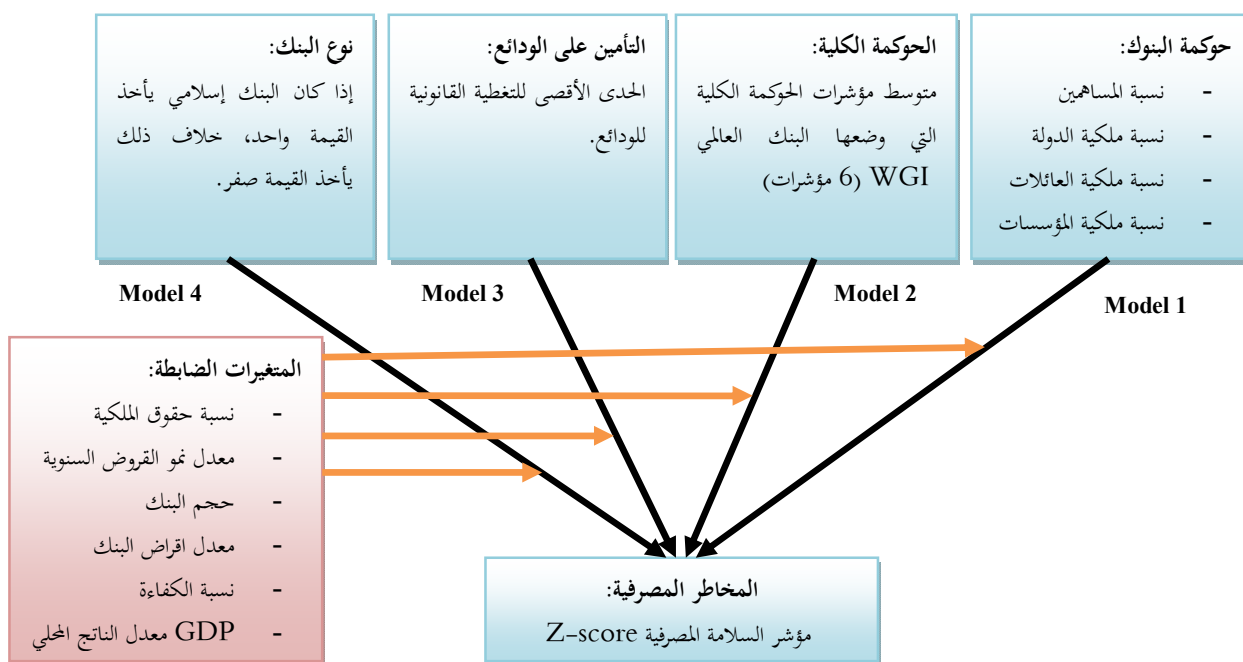 حوكمة البنوك:
- نسبة المساهمين
- نسبة ملكية الدولة
- نسبة ملكية العائلات
- نسبة ملكية المؤسسات
الحوكمة الكلية:
متوسط مؤشرات الحوكمة الكلية
التي وضعها البنك العالمي
WGI (6 مؤشرات)
التأمين على الودائع:
الحدى الأقصى للتغطية القانونية
للودائع.
نوع البنك:
إذا كان البنك إسلامي يأخذ
القيمة واحد، خلاف ذلك
يأخذ القيمة صفر.
Model 1
Model 2
Model 3
Model 4
المتغيرات الضابطة:
- نسبة حقوق الملكية
- معدل نمو القروض السنوية
- حجم البنك
- معدل اقراض البنك
- نسبة الكفاءة
- GDP معدل الناتج المحلي
المخاطر المصرفية:
مؤشر السلامة المصرفية Z-score